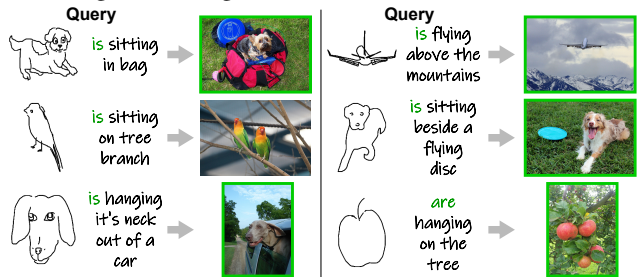 Query
is sitting
in bag
is sitting
on tree
branch
is hanging
it's neck
out of a
car
Query
is flying
above the
mountains
is sitting
beside a
flying
disc
are
hanging
on the
tree